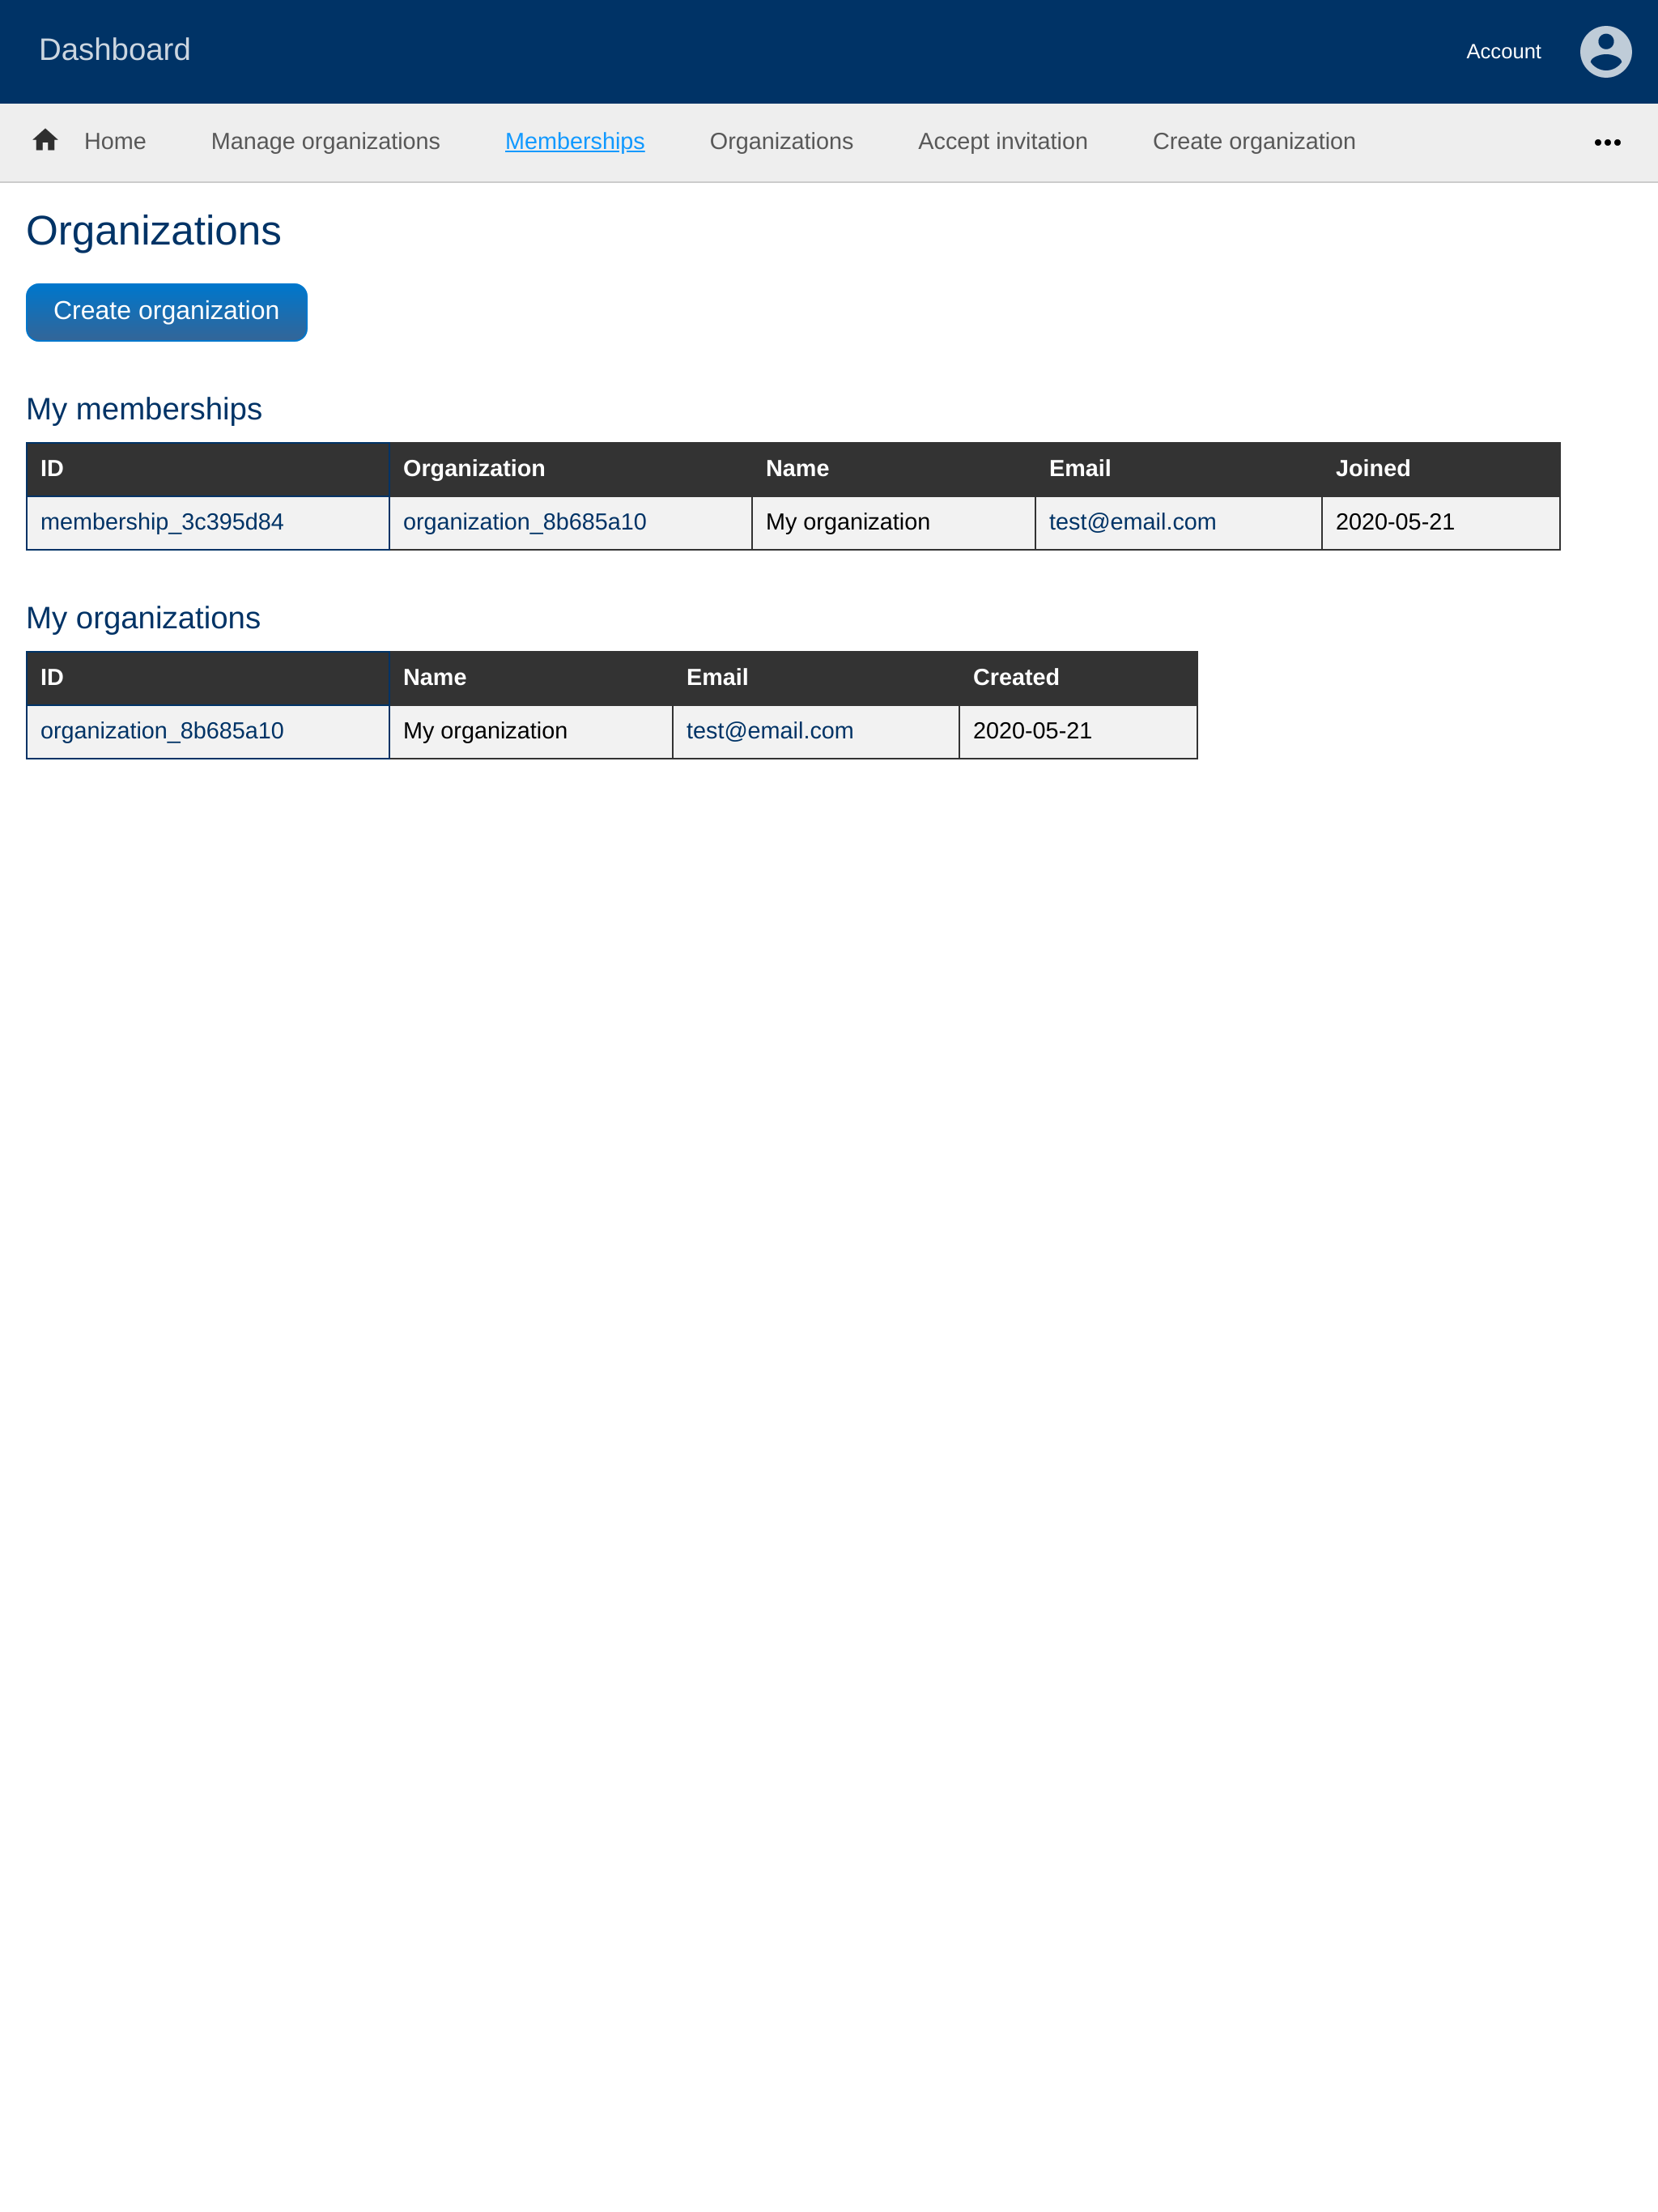 Dashboard
Account
Home Manage organizations Memberships Organizations Accept invitation Create organization
Organizations
Create organization
My memberships
ID Organization Name Email Joined
membership_3c395d84 organization_8b685a10 My organization test@email.com 2020-05-21
My organizations
ID Name Email Created
organization_8b685a10 My organization test@email.com 2020-05-21